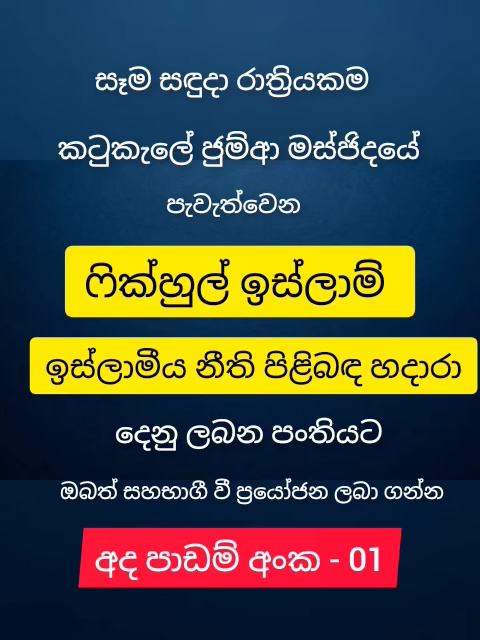 සෑම සඳුදා රාත්‍රියකම
කටුකැලේ ජුම්ආ මස්ජිදයේ
පැවැත්වෙන
ෆික්හුල් ඉස්ලාම්
ඉස්ලාමීය නීති පිළිබඳ හදාරා
දෙනු ලබන පංතියට
ඔබත් සහභාගී වී ප්‍රයෝජන ලබා ගන්න
අද පාඩම් අංක - 01